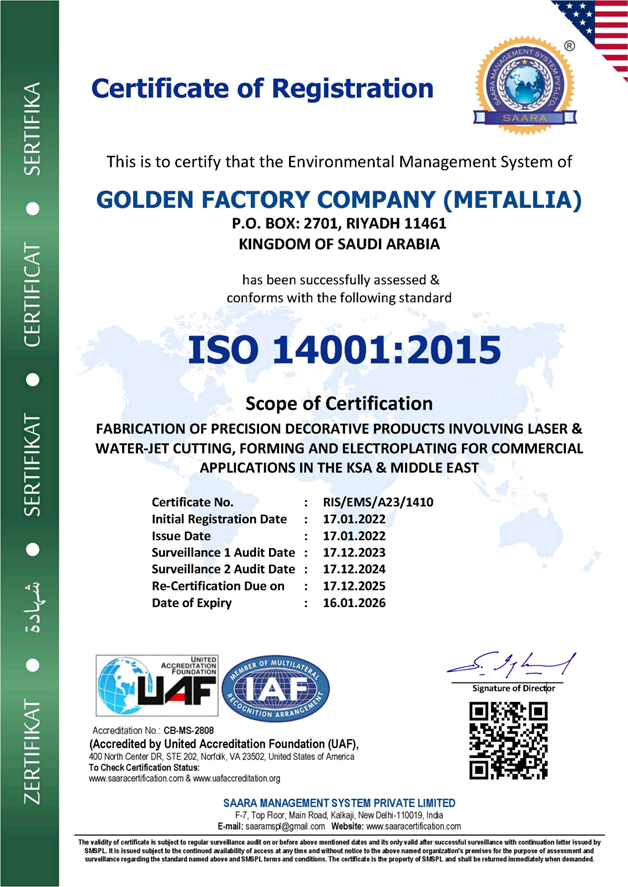 SERTIFIKA
CERTIFICAT
SERTIFIKAT
شهادة
ZERTIFIKAT
Certificate of Registration
SAARA MANAGEMENT SYSTEM PVT. LTD.
SAARA
®
This is to certify that the Environmental Management System of
GOLDEN FACTORY COMPANY (METALLIA)
P.O. BOX: 2701, RIYADH 11461
KINGDOM OF SAUDI ARABIA
has been successfully assessed &
conforms with the following standard
ISO 14001:2015
Scope of Certification
FABRICATION OF PRECISION DECORATIVE PRODUCTS INVOLVING LASER &
WATER-JET CUTTING, FORMING AND ELECTROPLATING FOR COMMERCIAL
APPLICATIONS IN THE KSA & MIDDLE EAST
Certificate No. : RIS/EMS/A23/1410
Initial Registration Date : 17.01.2022
Issue Date : 17.01.2022
Surveillance 1 Audit Date : 17.12.2023
Surveillance 2 Audit Date : 17.12.2024
Re-Certification Due on : 17.12.2025
Date of Expiry : 16.01.2026
UNITED
ACCREDITATION
FOUNDATION
UAF
MEMBER OF MULTILATERAL
IAF
RECOGNITION ARRANGEMENT
Signature of Director
Accreditation No.: CB-MS-2808
(Accredited by United Accreditation Foundation (UAF),
400 North Center DR, STE 202, Norfolk, VA 23502, United States of America
To Check Certification Status:
www.saaracertification.com & www.uafaccreditation.org
SAARA MANAGEMENT SYSTEM PRIVATE LIMITED
F-7, Top Floor, Main Road, Kalkaji, New Delhi-110019, India
E-mail: saaramspl@gmail.com Website: www.saaracertification.com
The validity of certificate is subject to regular surveillance audit on or before above mentioned dates and its only valid after successful surveillance with continuation letter issued by
SMSPL. It is issued subject to the continued availability of access at any time and without notice to the above named organization's premises for the purpose of assessment and
surveillance regarding the standard named above and SMSPL terms and conditions. The certificate is the property of SMSPL and shall be returned immediately when demanded.